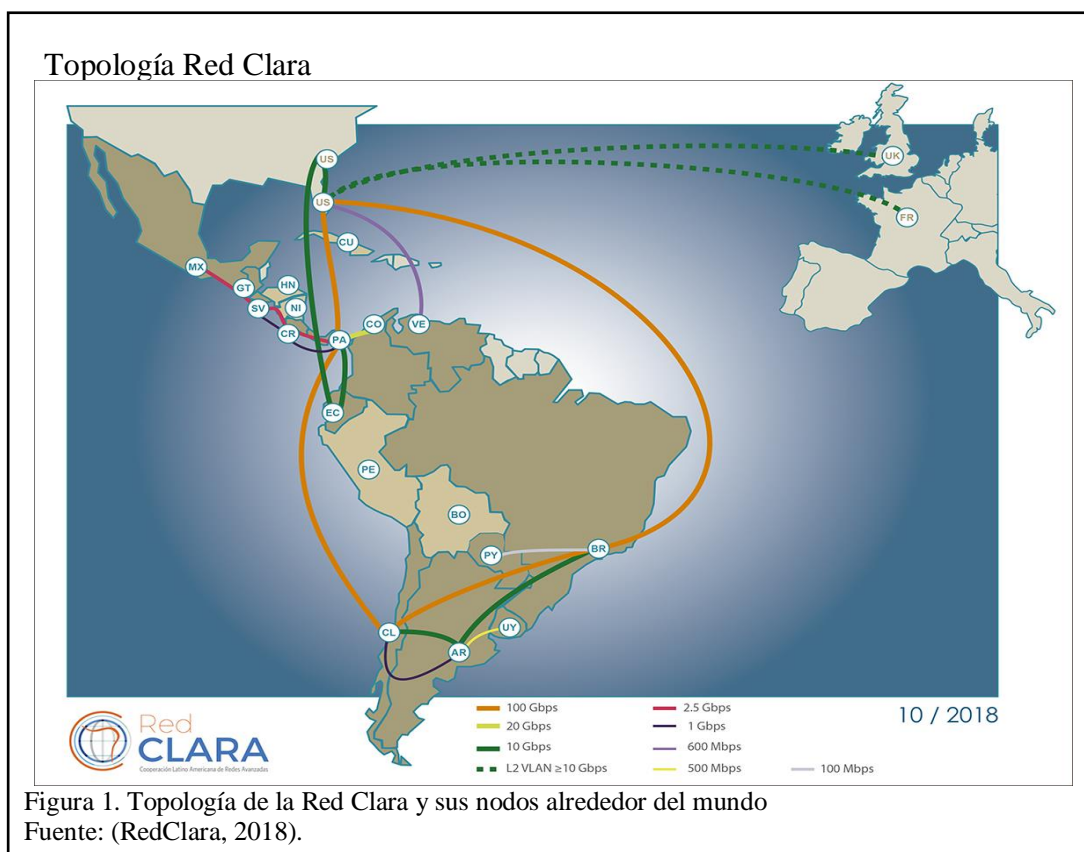 Topología Red Clara
US
UK
US
FR
CU
MX
GT
HN
SV
NI
CR
PA
CO
VE
EC
PE
BO
PY
BR
CL
UY
AR
100 Gbps
20 Gbps
10 Gbps
L2 VLAN ≥10 Gbps
2.5 Gbps
1 Gbps
600 Mbps
500 Mbps
100 Mbps
10 / 2018
Red
CLARA
Cooperación Latino Americana de Redes Avanzadas
Figura 1. Topología de la Red Clara y sus nodos alrededor del mundo
Fuente: (RedClara, 2018).